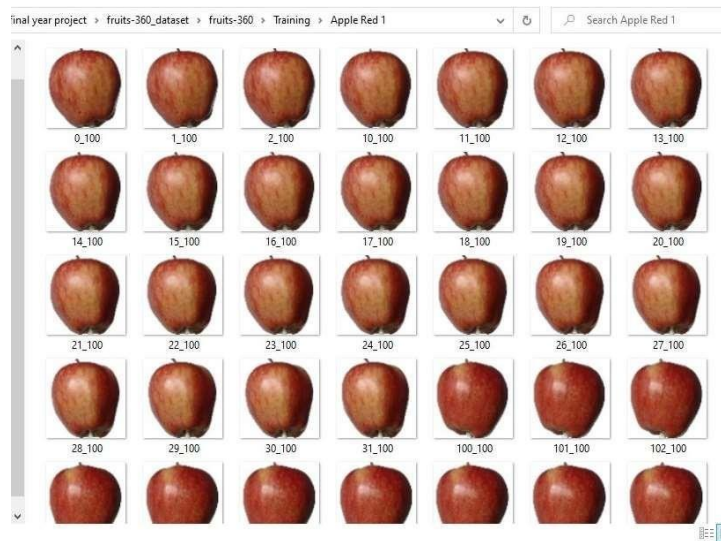 final year project › fruits-360_dataset › fruits-360 › Training › Apple Red 1
Search Apple Red 1
0_100 1_100 2_100 10_100 11_100 12_100 13_100
14_100 15_100 16_100 17_100 18_100 19_100 20_100
21_100 22_100 23_100 24_100 25_100 26_100 27_100
28_100 29_100 30_100 31_100 100_100 101_100 102_100